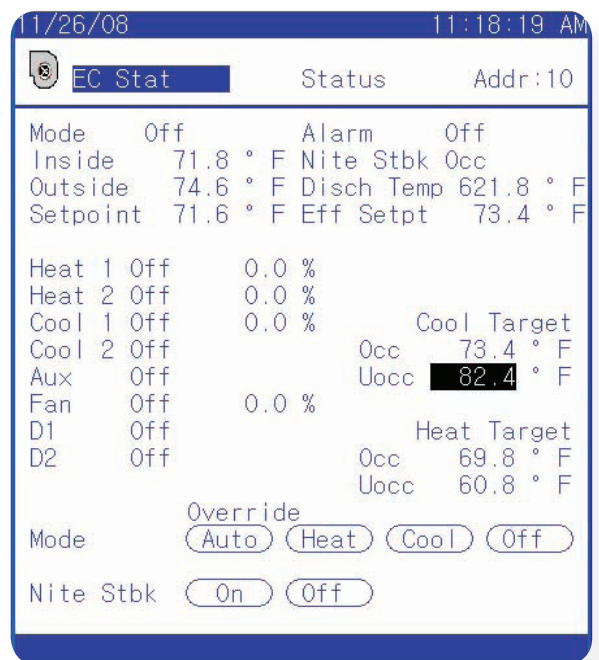 11/26/08 11:18:19 AM
EC Stat Status Addr:10
Mode Off Alarm Off
Inside 71.8 ° F Nite Stbk Occ
Outside 74.6 ° F Disch Temp 621.8 ° F
Setpoint 71.6 ° F Eff Setpt 73.4 ° F
Heat 1 Off 0.0 %
Heat 2 Off 0.0 %
Cool 1 Off 0.0 % Cool Target
Cool 2 Off Occ 73.4 ° F
Aux Off Uocc 82.4 ° F
Fan Off 0.0 %
D1 Off Heat Target
D2 Off Occ 69.8 ° F
Uocc 60.8 ° F
Override
Mode Auto Heat Cool Off
Nite Stbk On Off